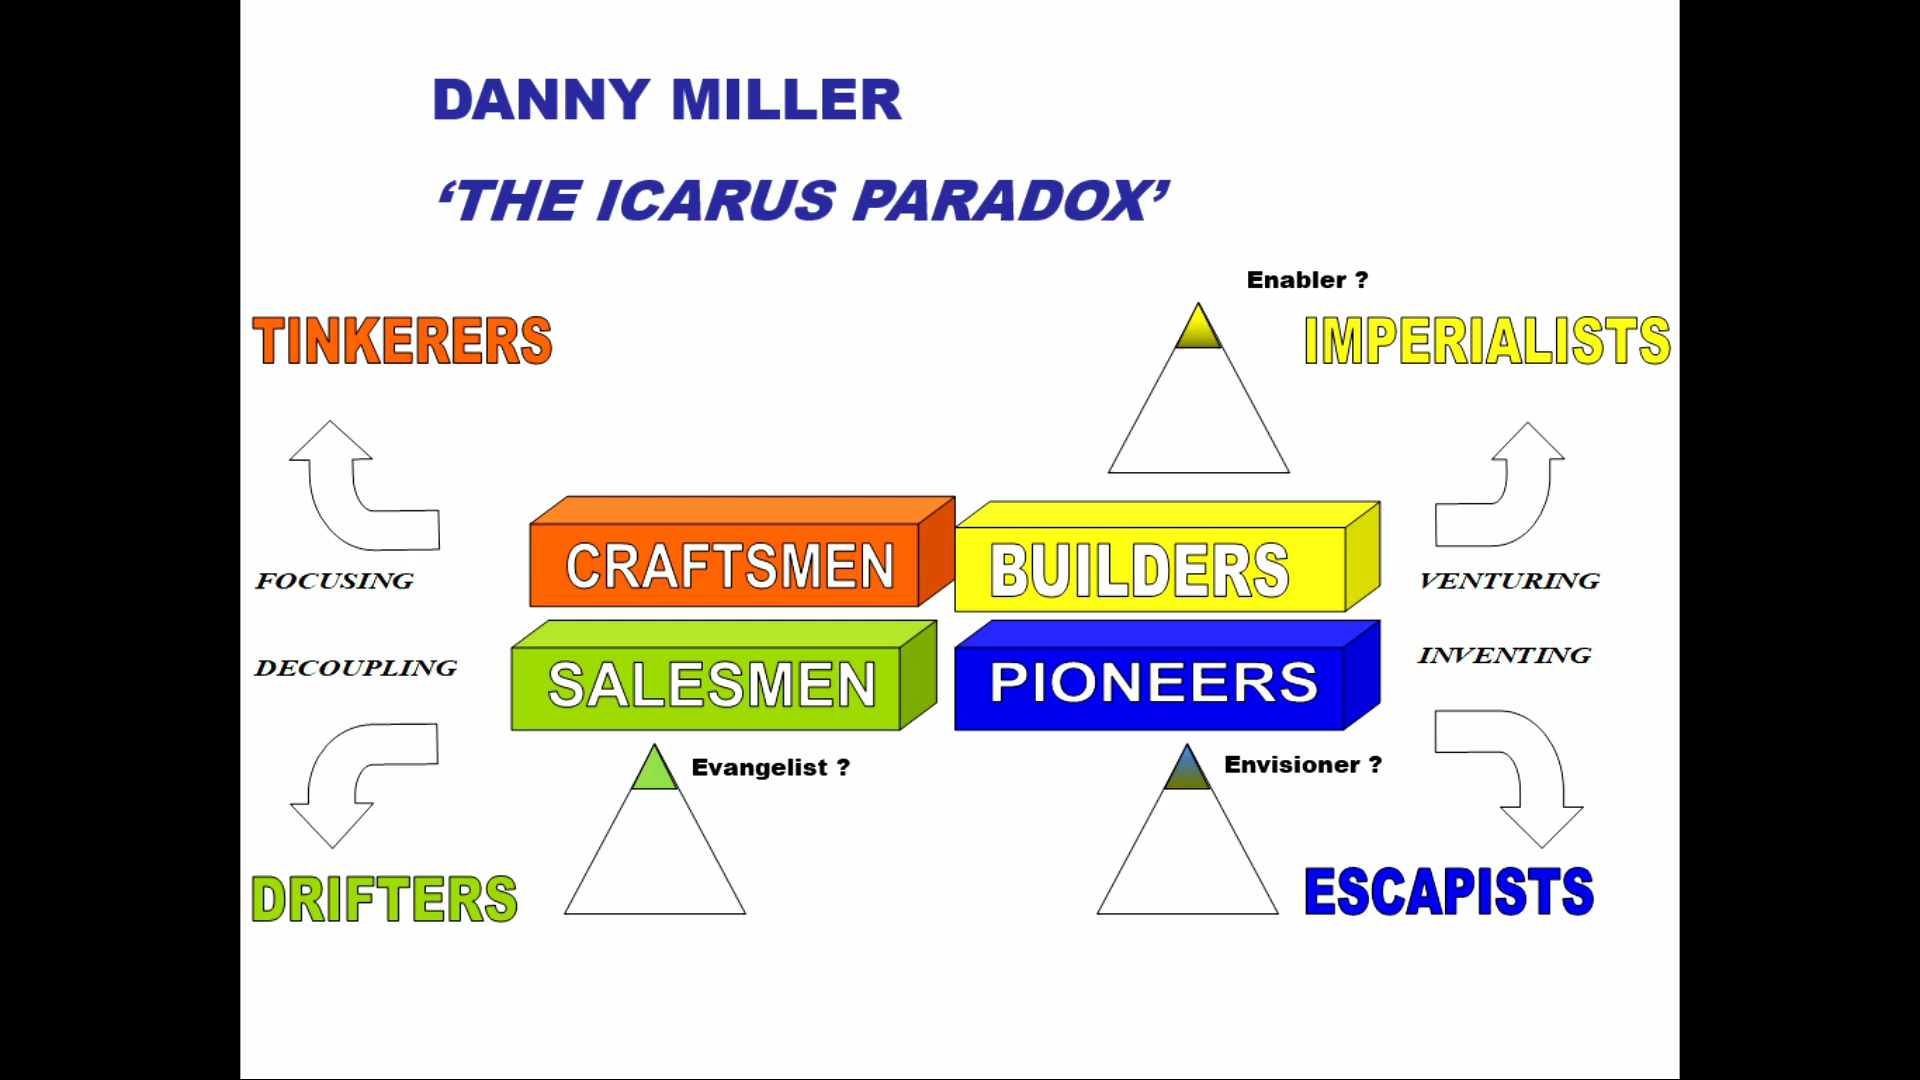 DANNY MILLER
‘THE ICARUS PARADOX’
Enabler ?
TINKERERS
IMPERIALISTS
CRAFTSMEN
BUILDERS
FOCUSING
VENTURING
DECOUPLING
INVENTING
SALESMEN
PIONEERS
Evangelist ?
Envisioner ?
DRIFTERS
ESCAPISTS